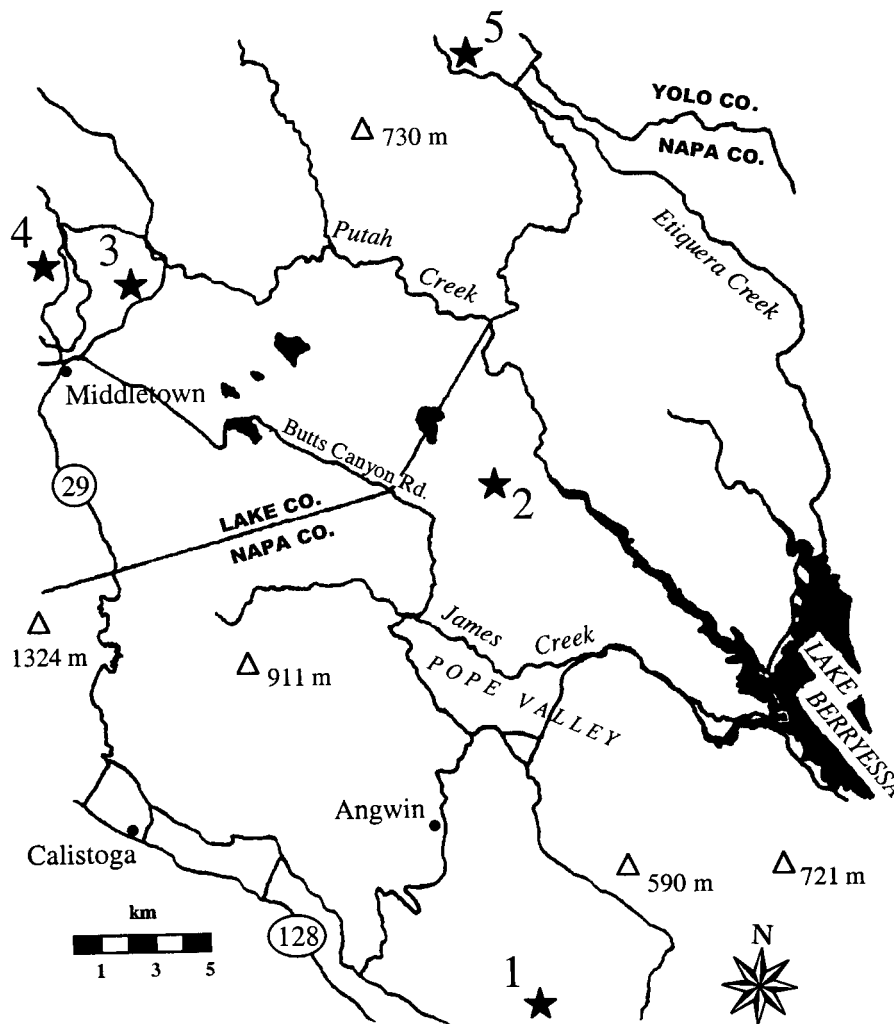 5
YOLO CO.
NAPA CO.
730 m
4
3
Putah
Creek
Etiquera Creek
Middletown
Butts Canyon Rd.
29
2
LAKE CO.
NAPA CO.
1324 m
911 m
James
Creek
POPE VALLEY
LAKE
BERRYESSA
Angwin
Calistoga
590 m
721 m
km
1 3 5
128
1
N